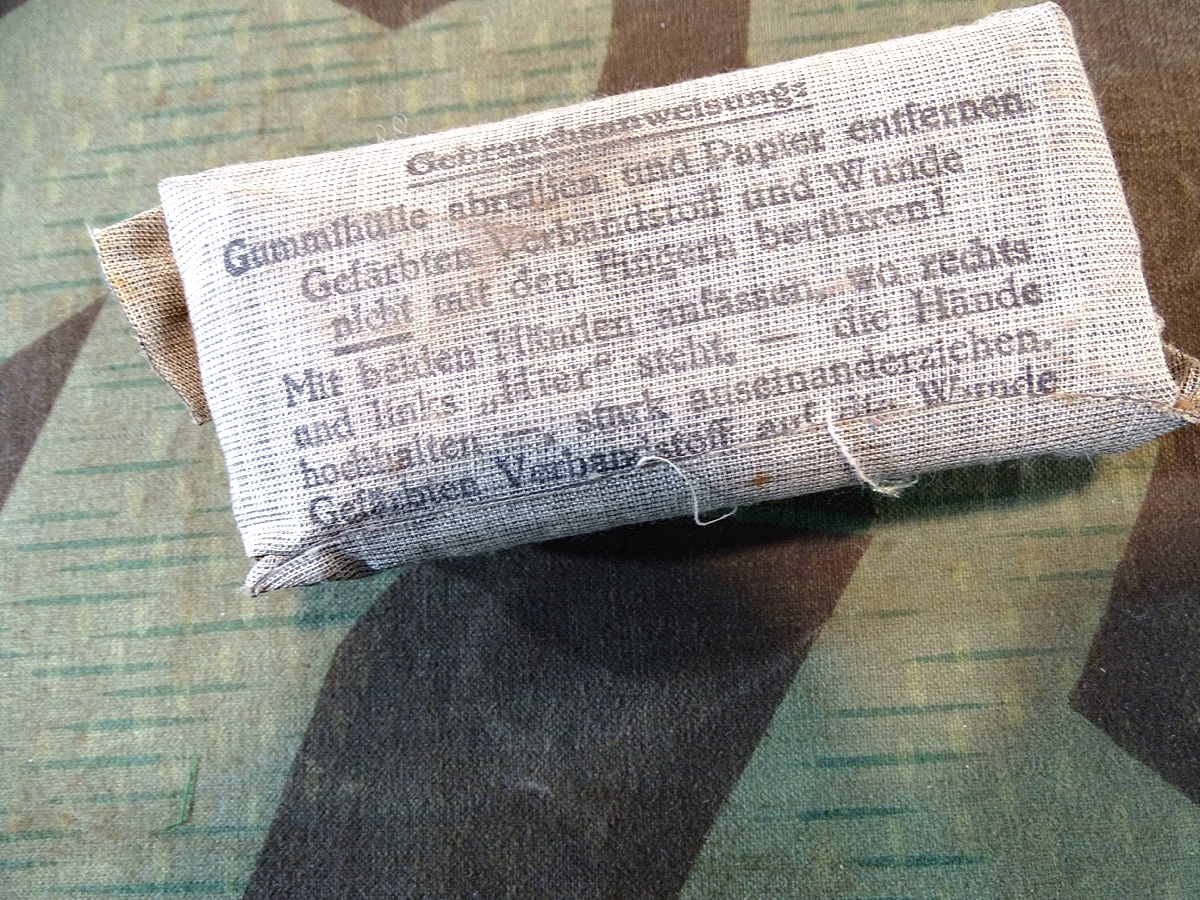 Gebrauchsanweisung:
Gummihülle abreißen und Papier entfernen.
Gefärbten Verbandstoff und Wunde
nicht mit den Fingern berühren!
Mit beiden Händen anfassen, wo rechts
und links „Hier“ steht, — die Hände
hochhalten —, stark auseinanderziehen.
Gefärbten Verbandstoff auf die Wunde